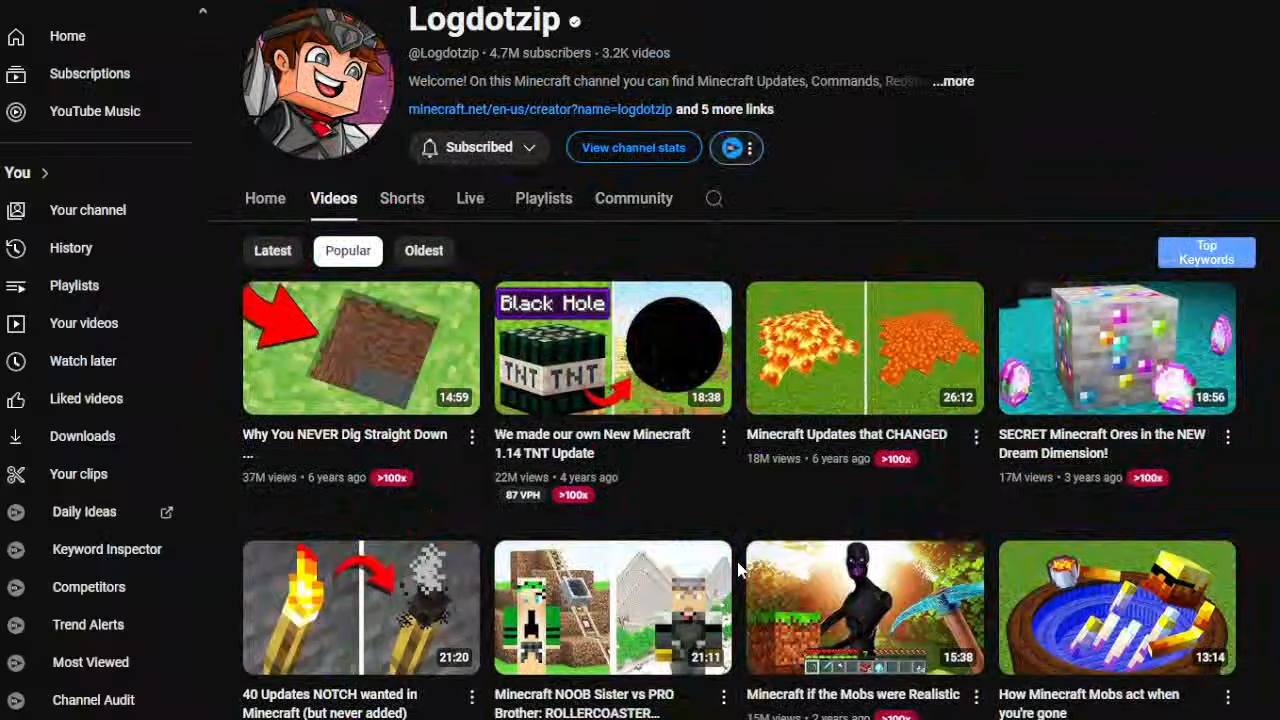 Logdotzip
@Logdotzip · 4.7M subscribers · 3.2K videos
Welcome! On this Minecraft channel you can find Minecraft Updates, Commands, ...more
minecraft.net/en-us/creator?name=logdotzip and 5 more links
Subscribed
View channel stats
Home
Videos
Shorts
Live
Playlists
Community
Latest
Popular
Oldest
Top
Keywords
Home
Subscriptions
YouTube Music
You
Your channel
History
Playlists
Your videos
Watch later
Liked videos
Downloads
Your clips
Daily Ideas
Keyword Inspector
Competitors
Trend Alerts
Most Viewed
Channel Audit
14:59
Why You NEVER Dig Straight Down
...
37M views · 6 years ago >100x
Black Hole
TNT TNT
18:38
We made our own New Minecraft
1.14 TNT Update
22M views · 4 years ago
87 VPH >100x
26:12
Minecraft Updates that CHANGED
18M views · 6 years ago >100x
18:56
SECRET Minecraft Ores in the NEW
Dream Dimension!
17M views · 3 years ago >100x
21:20
40 Updates NOTCH wanted in
Minecraft (but never added)
21:11
Minecraft NOOB Sister vs PRO
Brother: ROLLERCOASTER...
15:38
Minecraft if the Mobs were Realistic
15M views · 2 years ago >100x
13:14
How Minecraft Mobs act when
you're gone